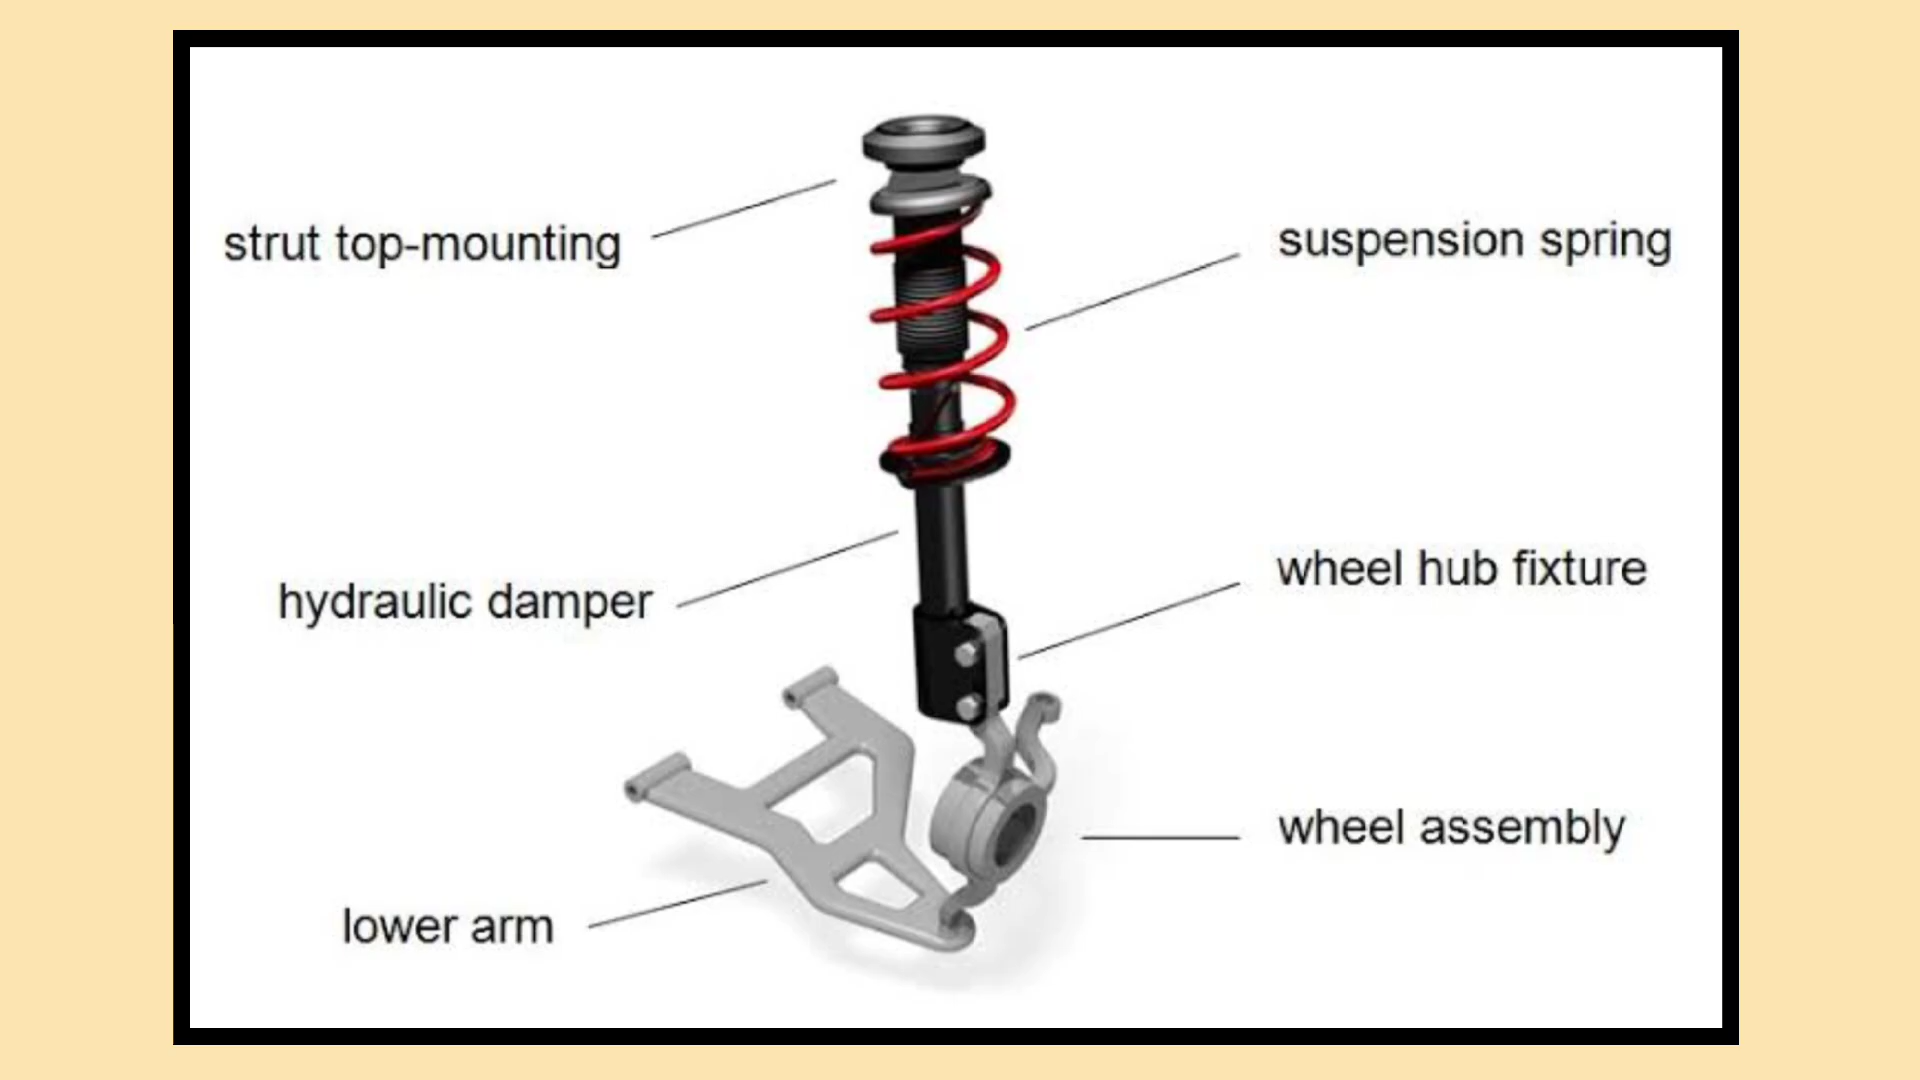 strut top-mounting
suspension spring
hydraulic damper
wheel hub fixture
wheel assembly
lower arm